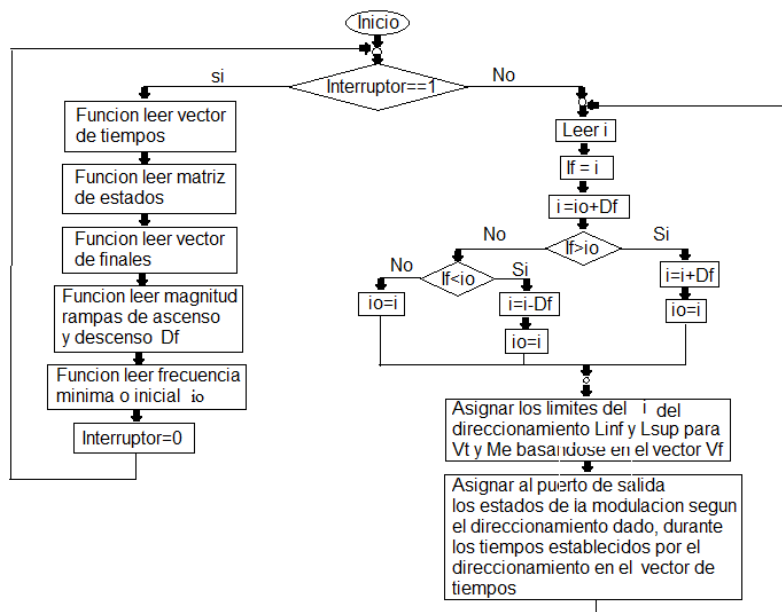 Inicio
Interruptor==1
si
No
Funcion leer vector
de tiempos
Funcion leer matriz
de estados
Funcion leer vector
de finales
Funcion leer magnitud
rampas de ascenso
y descenso Df
Funcion leer frecuencia
minima o inicial io
Interruptor=0
Leer i
If = i
i =io+Df
If>io
No
Si
If<io
No
Si
io=i
i=i-Df
io=i
i=i+Df
io=i
Asignar los limites del i del
direccionamiento Linf y Lsup para
Vt y Me basandose en el vector Vf
Asignar al puerto de salida
los estados de la modulacion segun
el direccionamiento dado, durante
los tiempos establecidos por el
direccionamiento en el vector de
tiempos